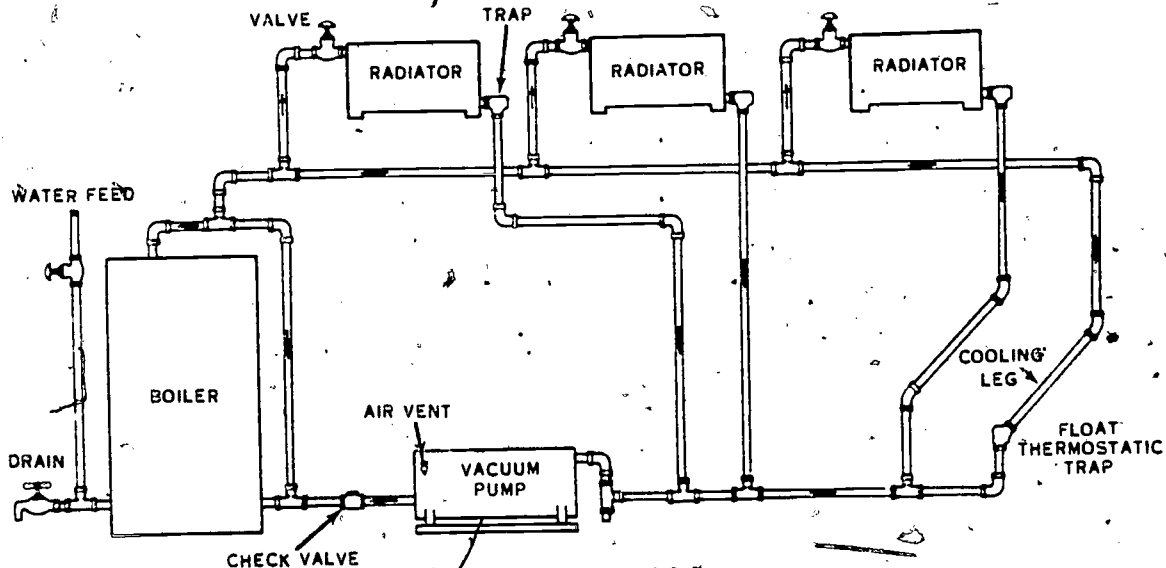 VALVE
TRAP
RADIATOR
RADIATOR
RADIATOR
WATER FEED
BOILER
COOLING
LEG
AIR VENT
FLOAT
THERMOSTATIC
TRAP
DRAIN
VACUUM
PUMP
CHECK VALVE